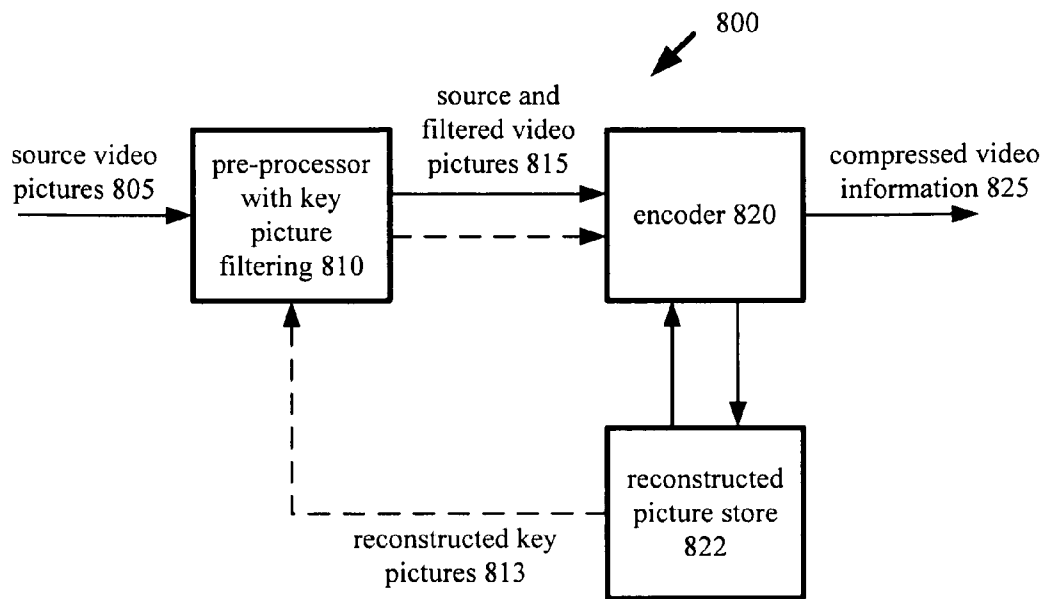 800
source video
pictures 805
pre-processor
with key
picture
filtering 810
source and
filtered video
pictures 815
encoder 820
compressed video
information 825
reconstructed key
pictures 813
reconstructed
picture store
822